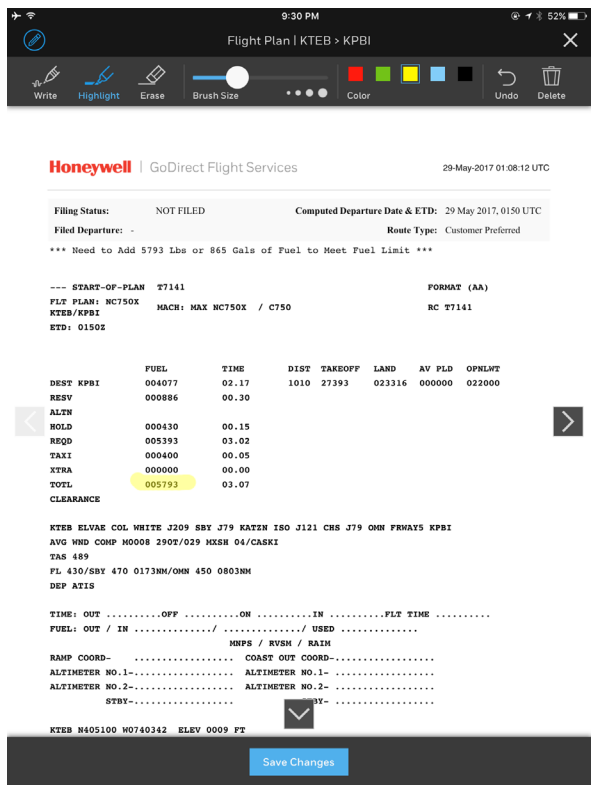 9:30 PM
52%
Flight Plan | KTEB > KPBI
Write Highlight Erase Brush Size Color Undo Delete
Honeywell | GoDirect Flight Services 29-May-2017 01:08:12 UTC
Filing Status: NOT FILED Computed Departure Date & ETD: 29 May 2017, 0150 UTC
Filed Departure: - Route Type: Customer Preferred
*** Need to Add 5793 Lbs or 865 Gals of Fuel to Meet Fuel Limit ***
--- START-OF-PLAN T7141 FORMAT (AA)
FLT PLAN: NC750X MACH: MAX NC750X / C750 RC T7141
KTEB/KPBI
ETD: 0150Z
FUEL TIME DIST TAKEOFF LAND AV PLD OPNLWT
DEST KPBI 004077 02.17 1010 27393 023316 000000 022000
RESV 000886 00.30
ALTN
HOLD 000430 00.15
REQD 005393 03.02
TAXI 000400 00.05
XTRA 000000 00.00
TOTL 005793 03.07
CLEARANCE
KTEB ELVAE COL WHITE J209 SBY J79 KATZN ISO J121 CHS J79 OMN FRWAY5 KPBI
AVG WND COMP M0008 290T/029 MXSH 04/CASKI
TAS 489
FL 430/SBY 470 0173NM/OMN 450 0803NM
DEP ATIS
TIME: OUT ..........OFF ..........ON ..........IN ..........FLT TIME ..........
FUEL: OUT / IN ............../ ............../ USED ..............
MNPS / RVSM / RAIM
RAMP COORD- .................. COAST OUT COORD-..................
ALTIMETER NO.1-.................. ALTIMETER NO.1- ..................
ALTIMETER NO.2-.................. ALTIMETER NO.2- ..................
STBY-..................
KTEB N405100 W0740342 ELEV 0009 FT
Save Changes